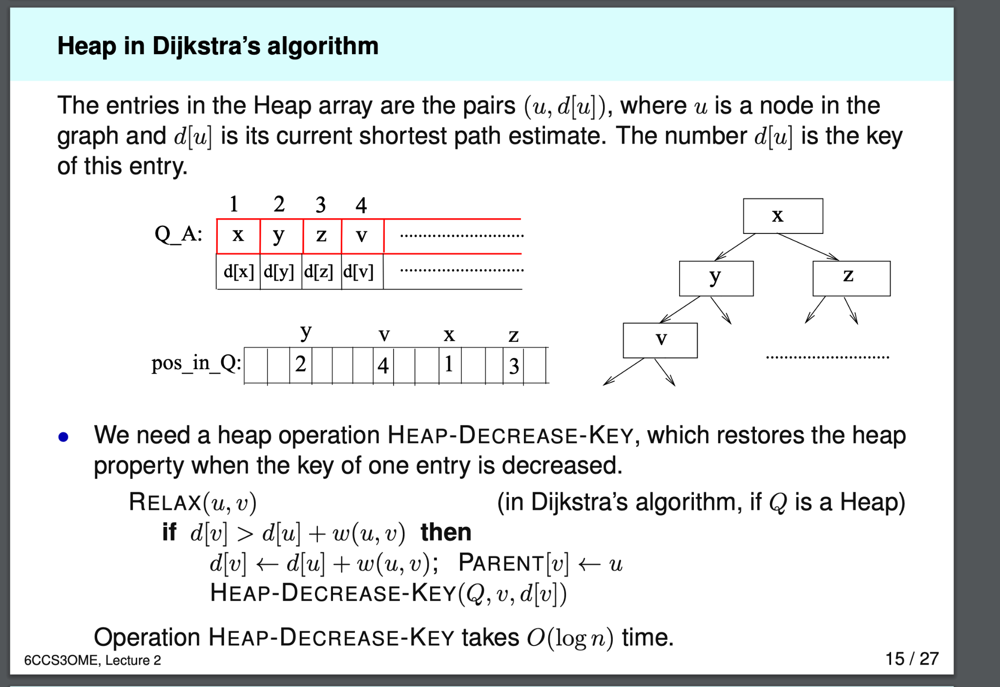 Heap in Dijkstra's algorithm
The entries in the Heap array are the pairs (u, d[u]), where u is a node in the
graph and d[u] is its current shortest path estimate. The number d[u] is the key
of this entry.
1 2 3 4
Q_A: x y z v ............................
d[x] d[y] d[z] d[v] ............................
y v x z
pos_in_Q: 2 4 1 3
x
y z
v ............................
• We need a heap operation HEAP-DECREASE-KEY, which restores the heap
property when the key of one entry is decreased.
RELAX(u, v) (in Dijkstra's algorithm, if Q is a Heap)
if d[v] > d[u] + w(u, v) then
d[v] ← d[u] + w(u, v); PARENT[v] ← u
HEAP-DECREASE-KEY(Q, v, d[v])
Operation HEAP-DECREASE-KEY takes O(log n) time.
6CCS3OME, Lecture 2 15 / 27